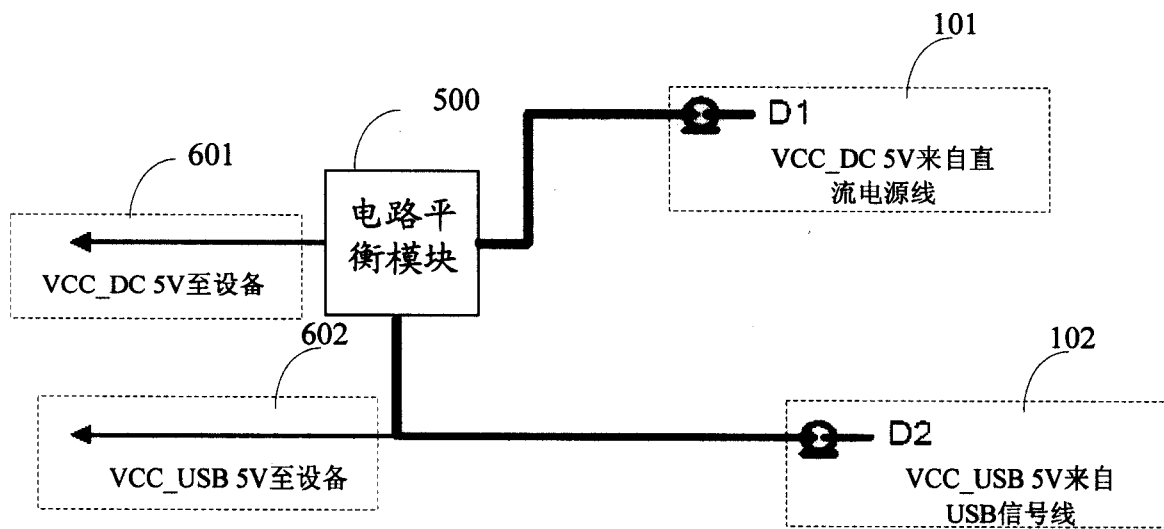 101
D1
VCC_DC 5V来自直
流电源线
500
电路平
衡模块
601
VCC_DC 5V至设备
602
VCC_USB 5V至设备
102
D2
VCC_USB 5V来自
USB信号线